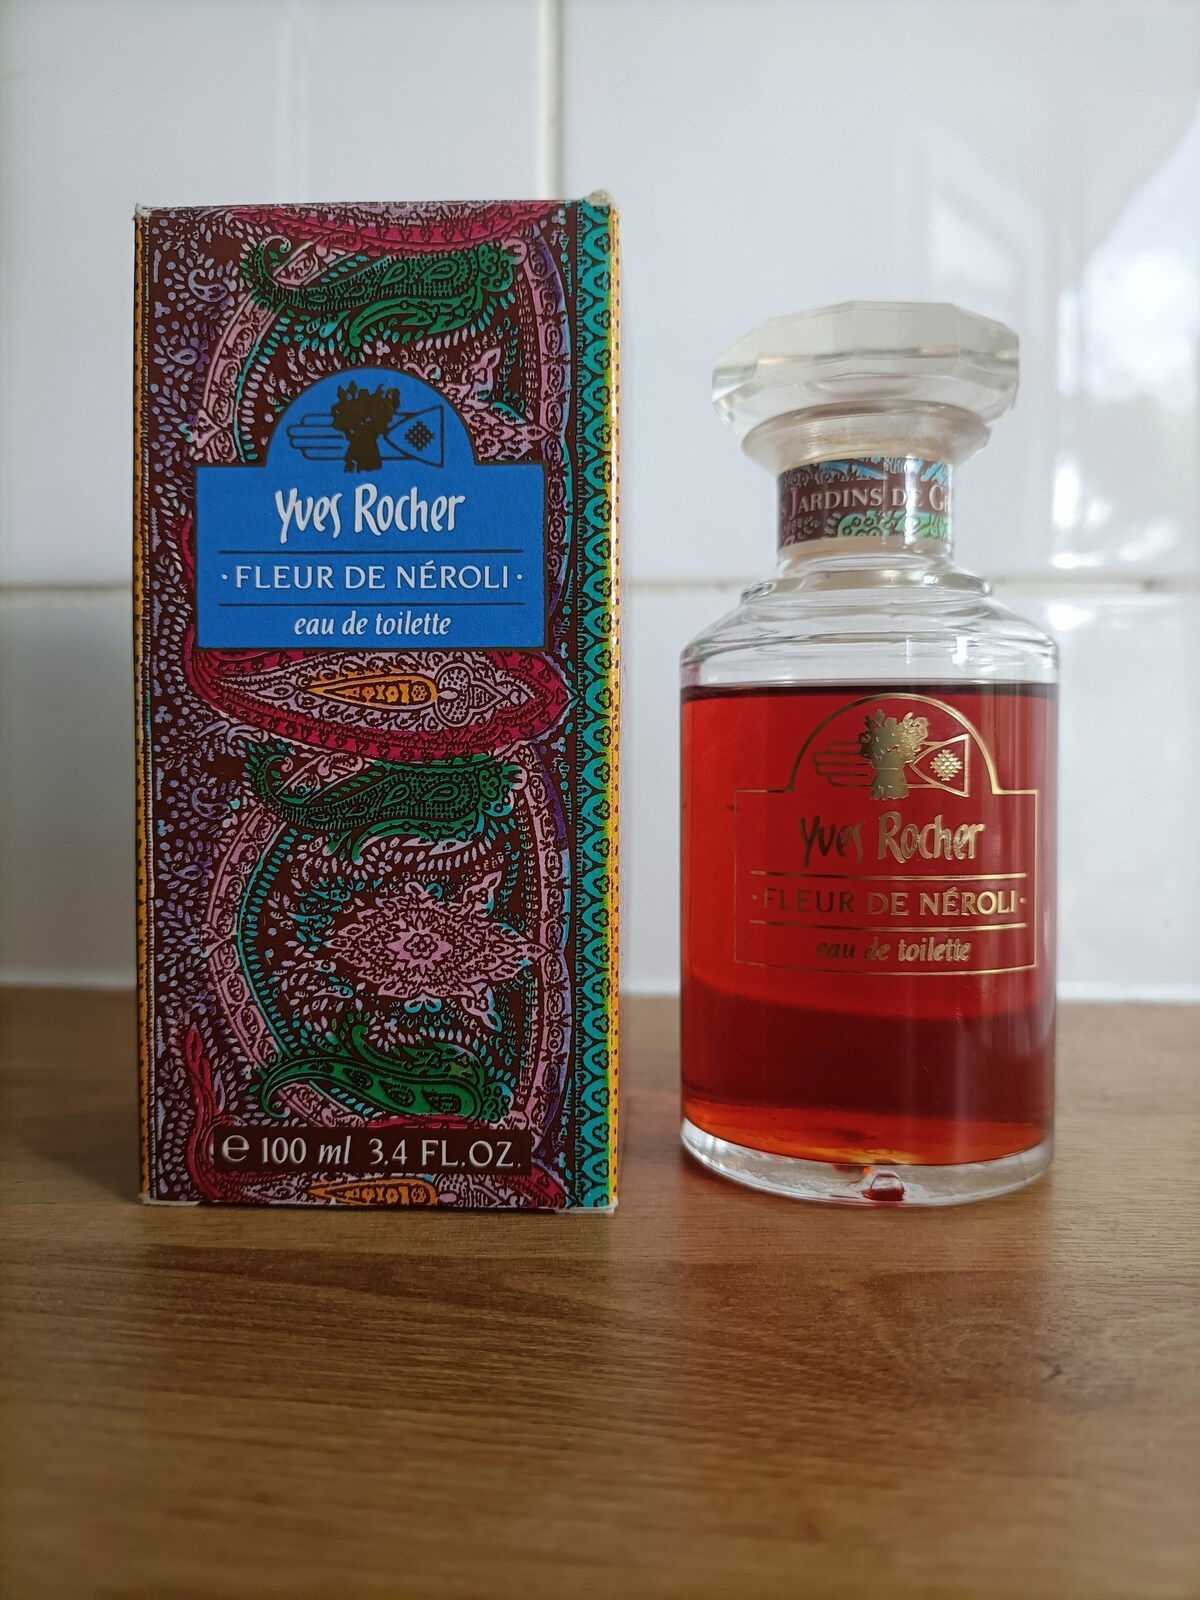 Yves Rocher
·FLEUR DE NÉROLI·
eau de toilette
℮ 100 ml 3.4 FL.OZ.
JARDINS DE
Yves Rocher
·FLEUR DE NÉROLI·
eau de toilette